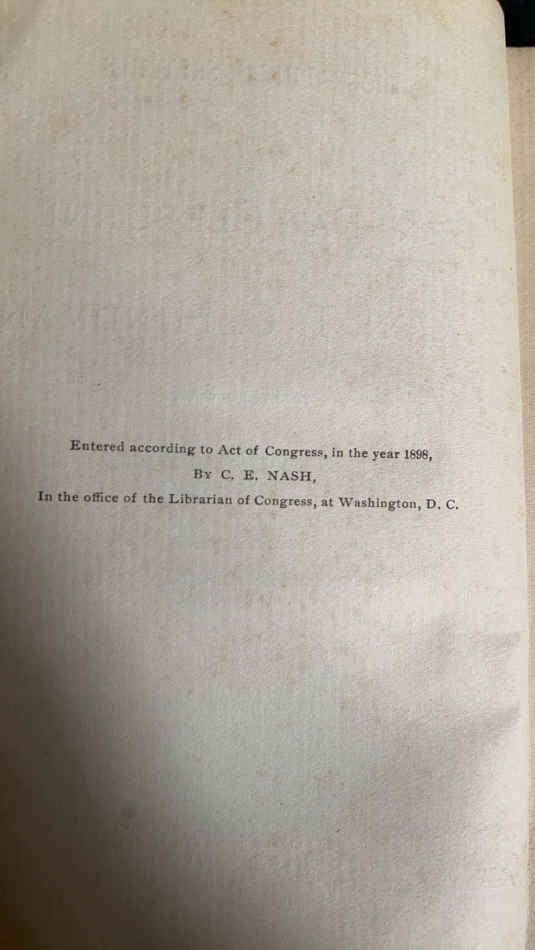 Entered according to Act of Congress, in the year 1898,
By C. E. NASH,
In the office of the Librarian of Congress, at Washington, D. C.